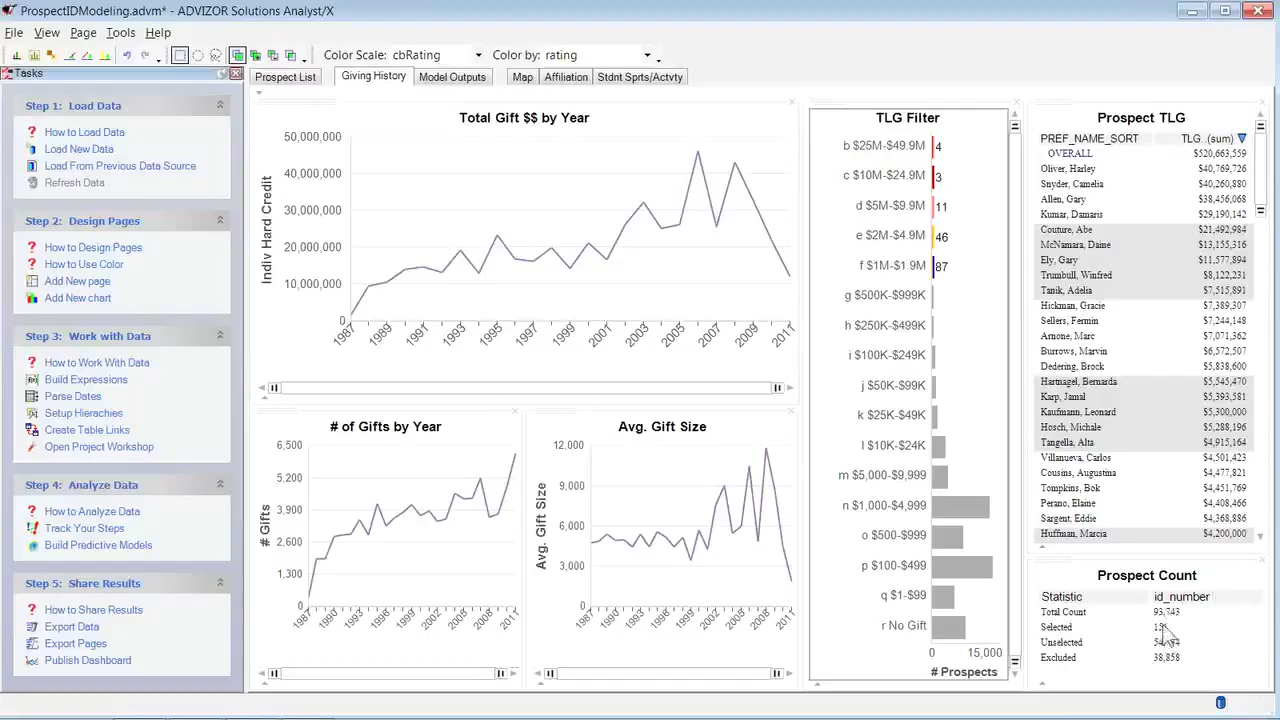 ProspectIDModeling.advm* - ADVIZOR Solutions Analyst/X
File View Page Tools Help
Color Scale: cbRating Color by: rating
Tasks
Prospect List Giving History Model Outputs Map Affiliation Stdnt Sprts/Actvty
Step 1: Load Data
How to Load Data
Load New Data
Load From Previous Data Source
Refresh Data
Step 2: Design Pages
How to Design Pages
How to Use Color
Add New page
Add New chart
Step 3: Work with Data
How to Work With Data
Build Expressions
Parse Dates
Setup Hierachies
Create Table Links
Open Project Workshop
Step 4: Analyze Data
How to Analyze Data
Track Your Steps
Build Predictive Models
Step 5: Share Results
How to Share Results
Export Data
Export Pages
Publish Dashboard
Total Gift $$ by Year
Indiv Hard Credit
50,000,000
40,000,000
30,000,000
20,000,000
10,000,000
0
1987 1989 1991 1993 1995 1997 1999 2001 2003 2005 2007 2009 2011
# of Gifts by Year
#Gifts
6,500
5,200
3,900
2,600
1,300
0
1987 1990 1993 1996 1999 2002 2005 2008 2011
Avg. Gift Size
Avg. Gift Size
12,000
9,000
6,000
3,000
0
1987 1990 1993 1996 1999 2002 2005 2008 2011
TLG Filter
b $25M-$49.9M 4
c $10M-$24.9M 3
d $5M-$9.9M 11
e $2M-$4.9M 46
f $1M-$1.9M 87
g $500K-$999K
h $250K-$499K
i $100K-$249K
j $50K-$99K
k $25K-$49K
l $10K-$24K
m $5,000-$9,999
n $1,000-$4,999
o $500-$999
p $100-$499
q $1-$99
r No Gift
0 15,000
# Prospects
Prospect TLG
PREF_NAME_SORT TLG..(sum)
OVERALL $520,663,559
Oliver, Harley $40,769,726
Snyder, Camelia $40,260,880
Allen, Gary $38,456,068
Kumar, Damaris $29,190,142
Couture, Abe $21,492,984
McNamara, Daine $13,155,316
Ely, Gary $11,577,894
Trumbull, Winfred $8,122,231
Tanik, Adelia $7,515,891
Hickman, Gracie $7,389,307
Sellers, Fermin $7,244,148
Arnone, Marc $7,071,362
Burrows, Marvin $6,572,507
Dedering, Brock $5,838,600
Hartnagel, Bernarda $5,545,470
Karp, Jamal $5,393,581
Kaufmann, Leonard $5,300,000
Hosch, Michale $5,288,196
Tangella, Alta $4,915,164
Villanueva, Carlos $4,501,423
Cousins, Augustina $4,477,821
Tompkins, Bok $4,451,769
Perano, Elaine $4,408,466
Sargent, Eddie $4,368,886
Huffman, Marcia $4,200,000
Prospect Count
Statistic id_number
Total Count 93,743
Selected
Unselected
Excluded 38,858